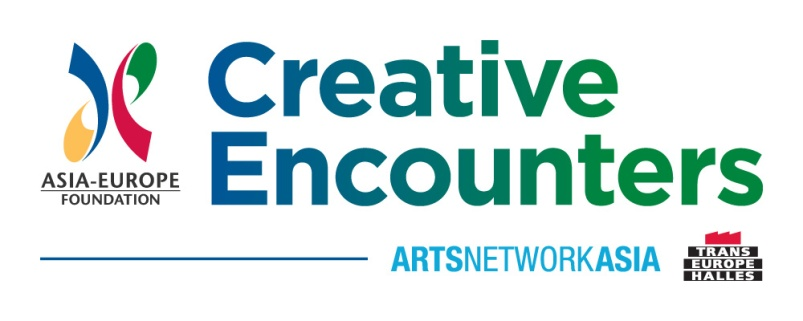 ASIA-EUROPE
FOUNDATION
Creative
Encounters
ARTSNETWORKASIA
TRANS
EUROPE
HALLES